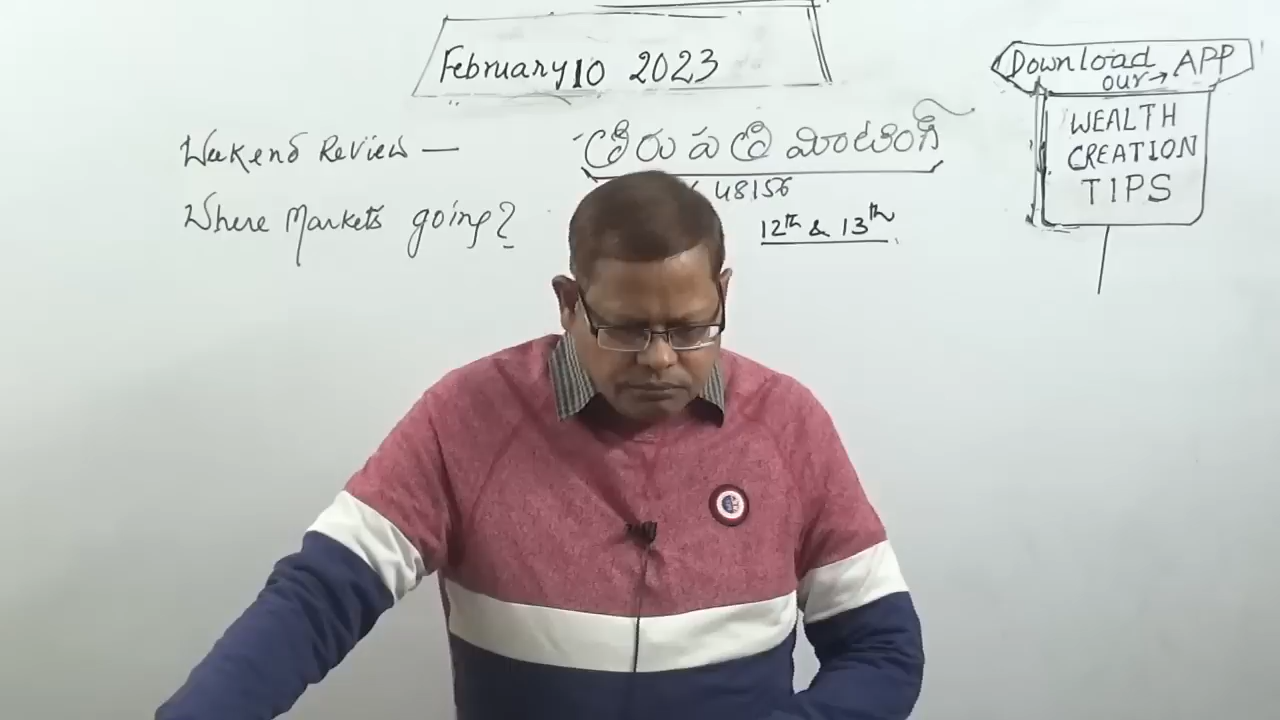 February 10 2023
Weekend Review —
Where Markets going?
తిరుపతి మీటింగ్
48156
12th & 13th
Download
our → APP
WEALTH
CREATION
TIPS